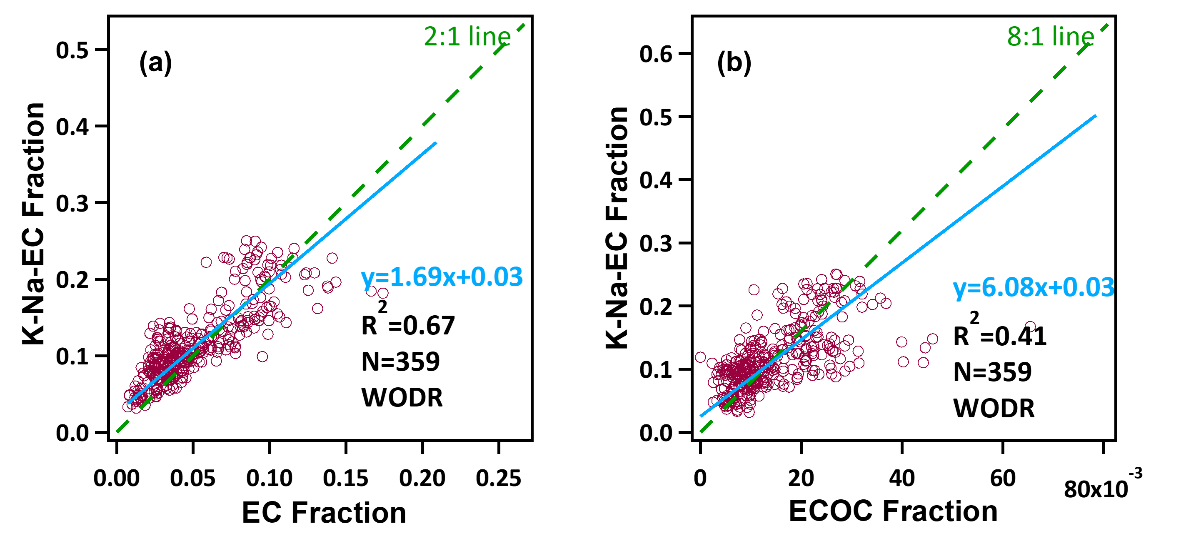 (a)
2:1 line
0.5
0.4
0.3
0.2
0.1
0.0
K-Na-EC Fraction
y=1.69x+0.03
R²=0.67
N=359
WODR
0.00 0.05 0.10 0.15 0.20 0.25
EC Fraction
(b)
8:1 line
0.6
0.5
0.4
0.3
0.2
0.1
0.0
K-Na-EC Fraction
y=6.08x+0.03
R²=0.41
N=359
WODR
0 20 40 60 80x10⁻³
ECOC Fraction